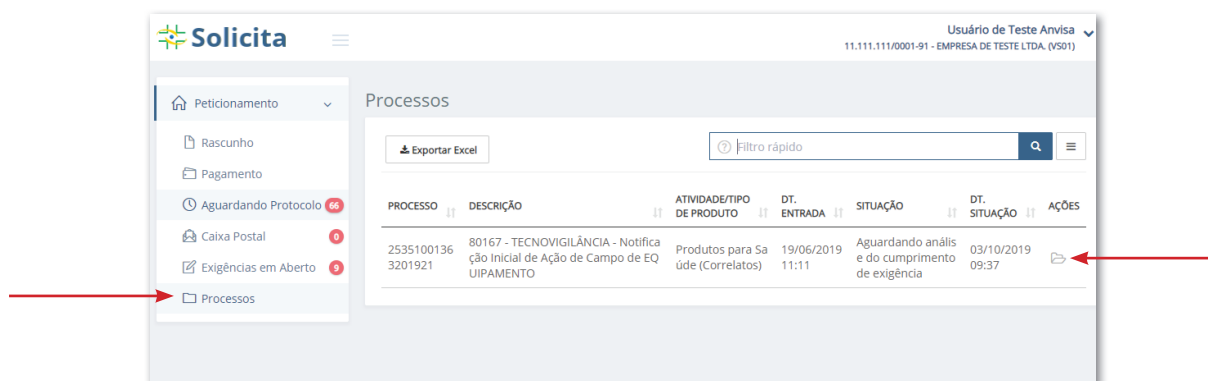 Solicita
Usuário de Teste Anvisa
11.111.111/0001-91 - EMPRESA DE TESTE LTDA. (VS01)
Peticionamento
Rascunho
Pagamento
Aguardando Protocolo 66
Caixa Postal 0
Exigências em Aberto 9
Processos
Processos
Exportar Excel
Filtro rápido
PROCESSO DESCRIÇÃO ATIVIDADE/TIPO DE PRODUTO DT. ENTRADA SITUAÇÃO DT. SITUAÇÃO AÇÕES
2535100136 80167 - TECNOVIGILÂNCIA - Notifica Produtos para Sa 19/06/2019 Aguardando anális 03/10/2019
3201921 ção Inicial de Ação de Campo de EQ úde (Correlatos) 11:11 e do cumprimento 09:37
UIPAMENTO de exigência